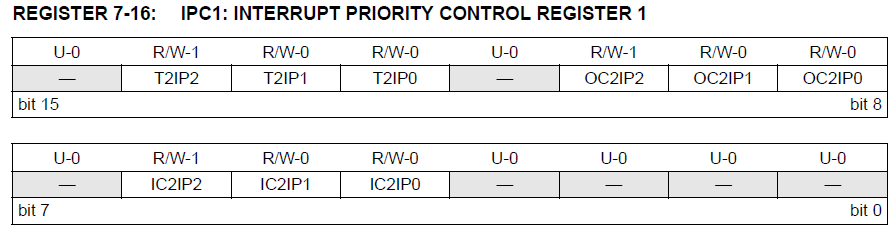 REGISTER 7-16: IPC1: INTERRUPT PRIORITY CONTROL REGISTER 1
U-0 R/W-1 R/W-0 R/W-0 U-0 R/W-1 R/W-0 R/W-0
— T2IP2 T2IP1 T2IP0 — OC2IP2 OC2IP1 OC2IP0
bit 15 bit 8
U-0 R/W-1 R/W-0 R/W-0 U-0 U-0 U-0 U-0
— IC2IP2 IC2IP1 IC2IP0 — — — —
bit 7 bit 0